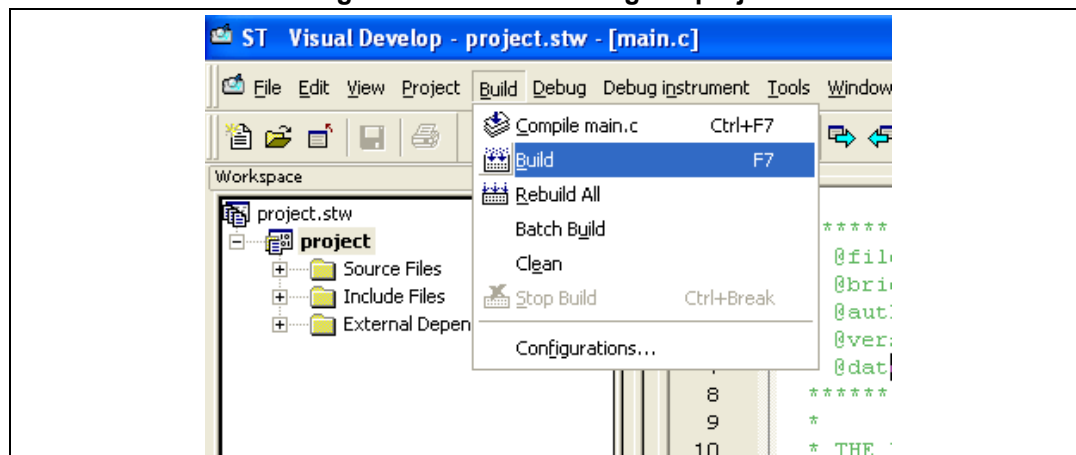 ST Visual Develop - project.stw - [main.c]
File Edit View Project Build Debug Debug instrument Tools Window
Compile main.c Ctrl+F7
Build F7
Workspace
Rebuild All
project.stw
Batch Build
*****
project
Clean
@file
Source Files
Include Files
Stop Build Ctrl+Break
External Depen
Configurations...
8 ******
9 *
10 * THE